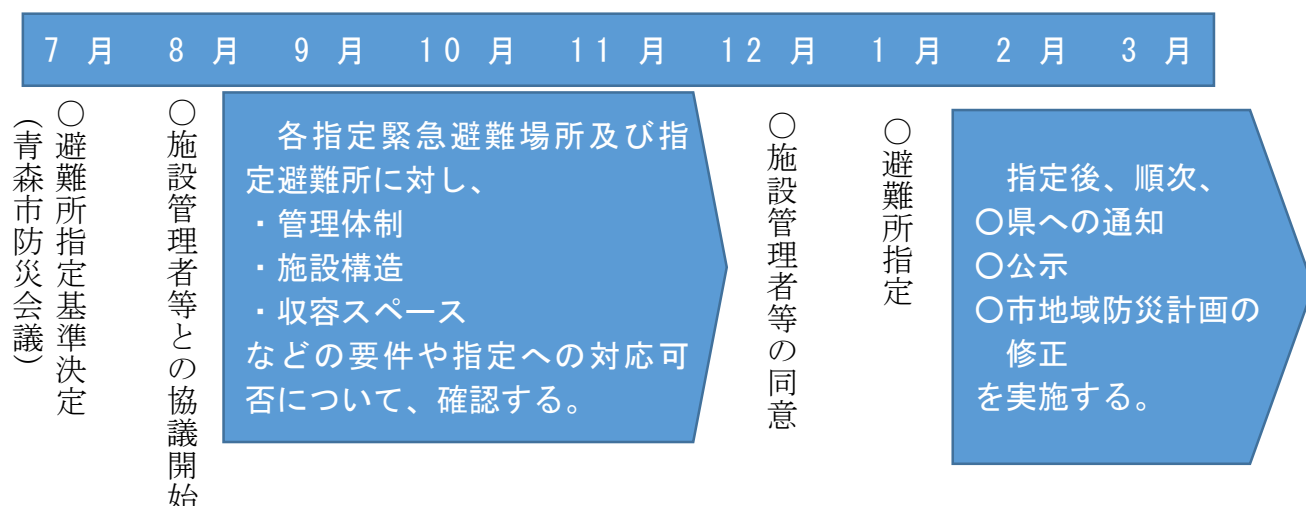 7月 8月 9月 10月 11月 12月 1月 2月 3月
○避難所指定基準決定
（青森市防災会議）
○施設管理者等との協議開始
各指定緊急避難場所及び指
定避難所に対し、
・管理体制
・施設構造
・収容スペース
などの要件や指定への対応可
否について、確認する。
○施設管理者等の同意
○避難所指定
指定後、順次、
○県への通知
○公示
○市地域防災計画の
修正
を実施する。